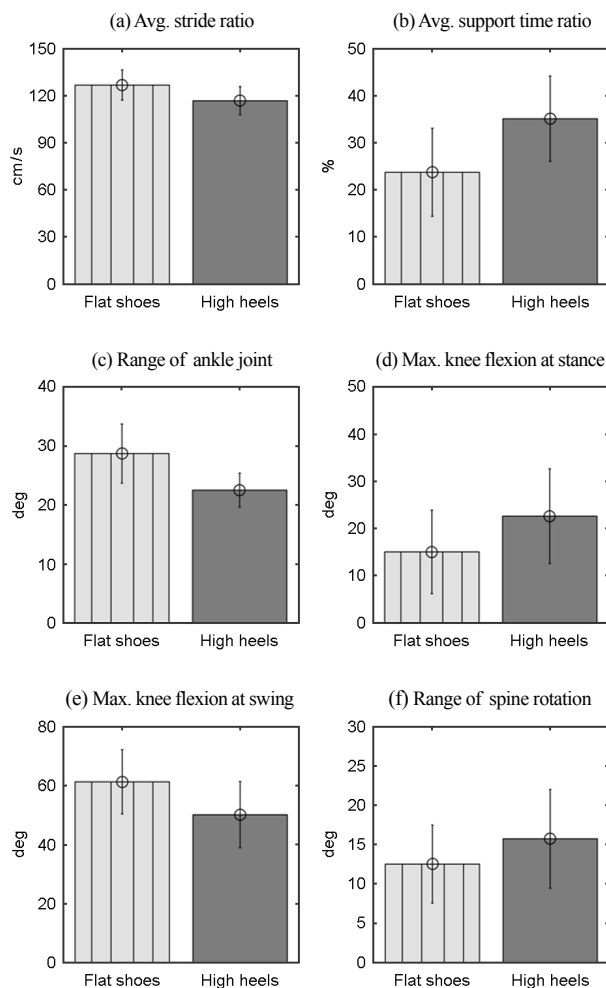 (a) Avg. stride ratio
150
120
90
60
30
0
cm/s
Flat shoes
High heels
(b) Avg. support time ratio
50
40
30
20
10
0
%
Flat shoes
High heels
(c) Range of ankle joint
40
30
20
10
0
deg
Flat shoes
High heels
(d) Max. knee flexion at stance
50
40
30
20
10
0
deg
Flat shoes
High heels
(e) Max. knee flexion at swing
80
60
40
20
0
deg
Flat shoes
High heels
(f) Range of spine rotation
30
25
20
15
10
5
0
deg
Flat shoes
High heels